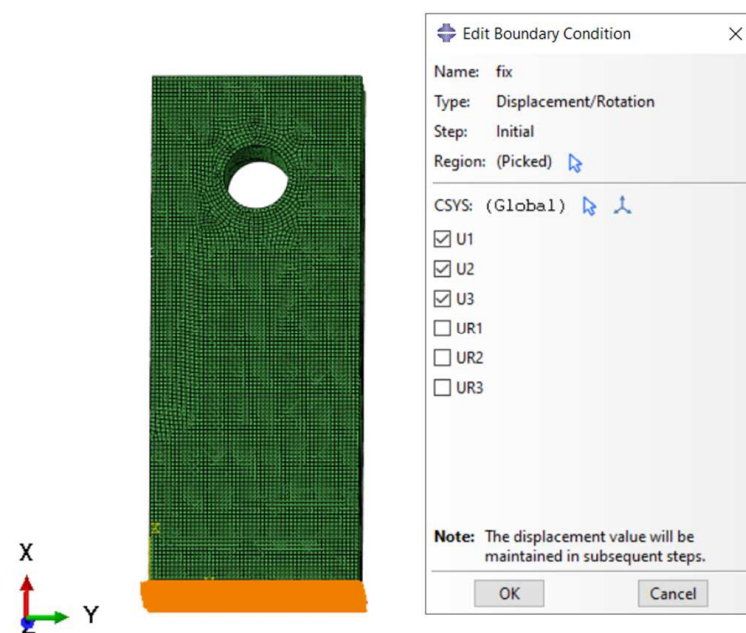 Edit Boundary Condition
Name: fix
Type: Displacement/Rotation
Step: Initial
Region: (Picked)
CSYS: (Global)
U1
U2
U3
UR1
UR2
UR3
Note: The displacement value will be
maintained in subsequent steps.
OK Cancel
X
Y
Z
X